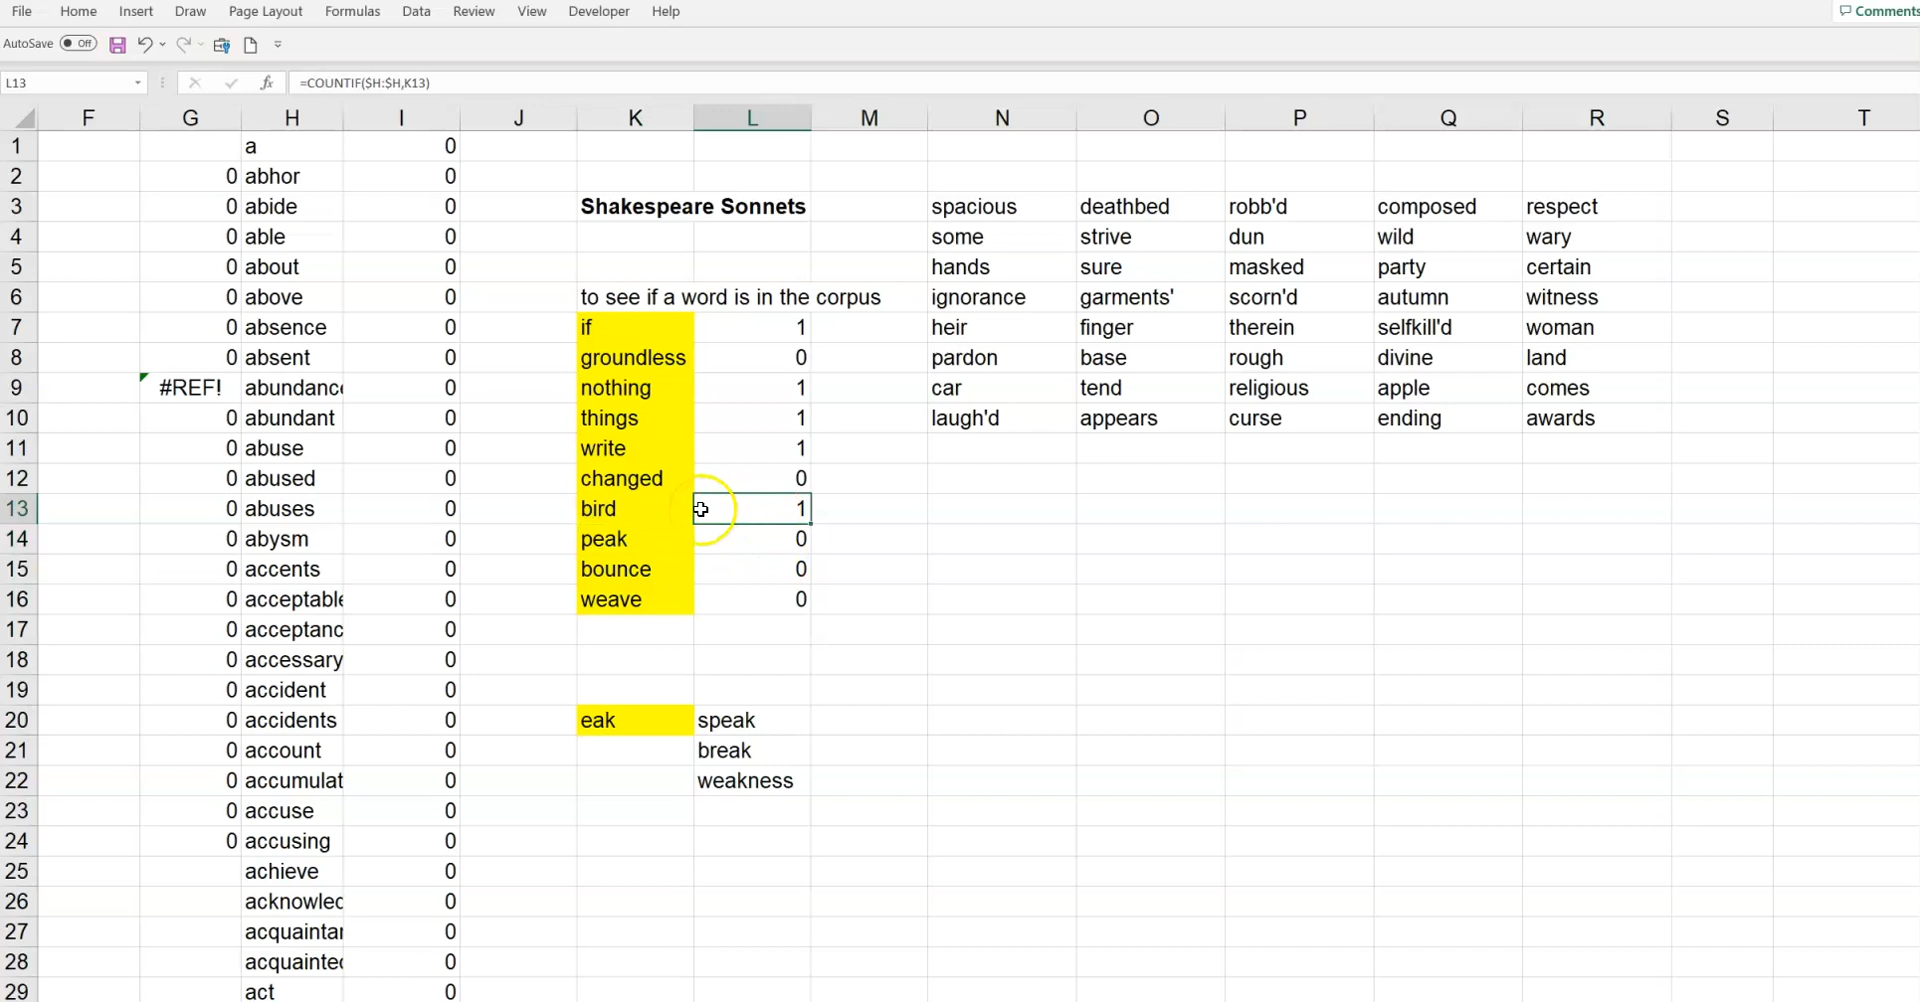 File Home Insert Draw Page Layout Formulas Data Review View Developer Help Comments
AutoSave Off
L13 fx =COUNTIF($H:$H,K13)
F G H I J K L M N O P Q R S T
1 a 0
2 0 abhor 0
3 0 abide 0 Shakespeare Sonnets spacious deathbed robb'd composed respect
4 0 able 0 some strive dun wild wary
5 0 about 0 hands sure masked party certain
6 0 above 0 to see if a word is in the corpus ignorance garments' scorn'd autumn witness
7 0 absence 0 if 1 heir finger therein selfkill'd woman
8 0 absent 0 groundless 0 pardon base rough divine land
9 #REF! abundance 0 nothing 1 car tend religious apple comes
10 0 abundant 0 things 1 laugh'd appears curse ending awards
11 0 abuse 0 write 1
12 0 abused 0 changed 0
13 0 abuses 0 bird 1
14 0 abysm 0 peak 0
15 0 accents 0 bounce 0
16 0 acceptable 0 weave 0
17 0 acceptanc 0
18 0 accessary 0
19 0 accident 0
20 0 accidents 0 eak speak
21 0 account 0 break
22 0 accumulat 0 weakness
23 0 accuse 0
24 0 accusing 0
25 achieve 0
26 acknowled 0
27 acquaintar 0
28 acquainted 0
29 act 0